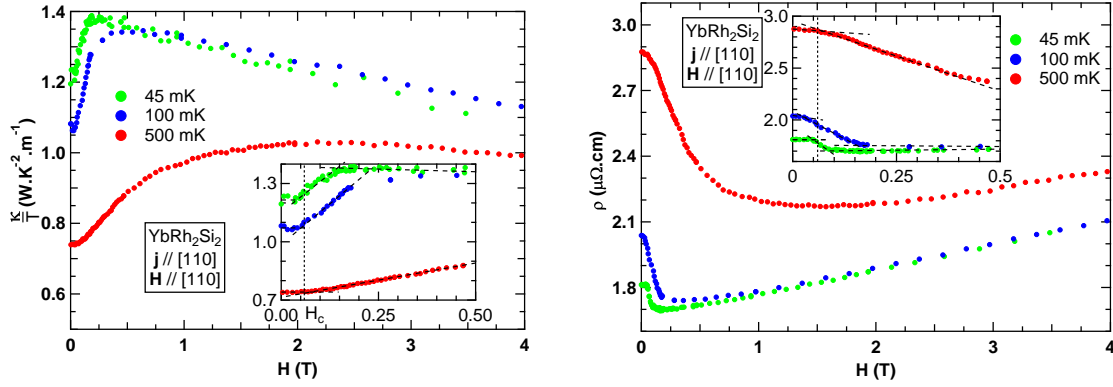 1.4
1.2
1.0
0.8
0.6
κ/T (W.K⁻².m⁻¹)
45 mK
100 mK
500 mK
YbRh₂Si₂
j // [110]
H // [110]
1.3
1.0
0.7
0.00 H_c 0.25 0.50
0 1 2 3 4
H (T)
3.0
2.7
2.4
2.1
1.8
ρ (μΩ.cm)
YbRh₂Si₂
j // [110]
H // [110]
2.8
2.4
2.0
0 0.25 0.5
45 mK
100 mK
500 mK
0 1 2 3 4
H (T)